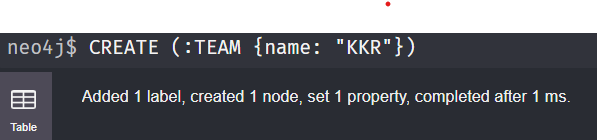 neo4j$ CREATE (:TEAM {name: "KKR"})
Added 1 label, created 1 node, set 1 property, completed after 1 ms.
Table